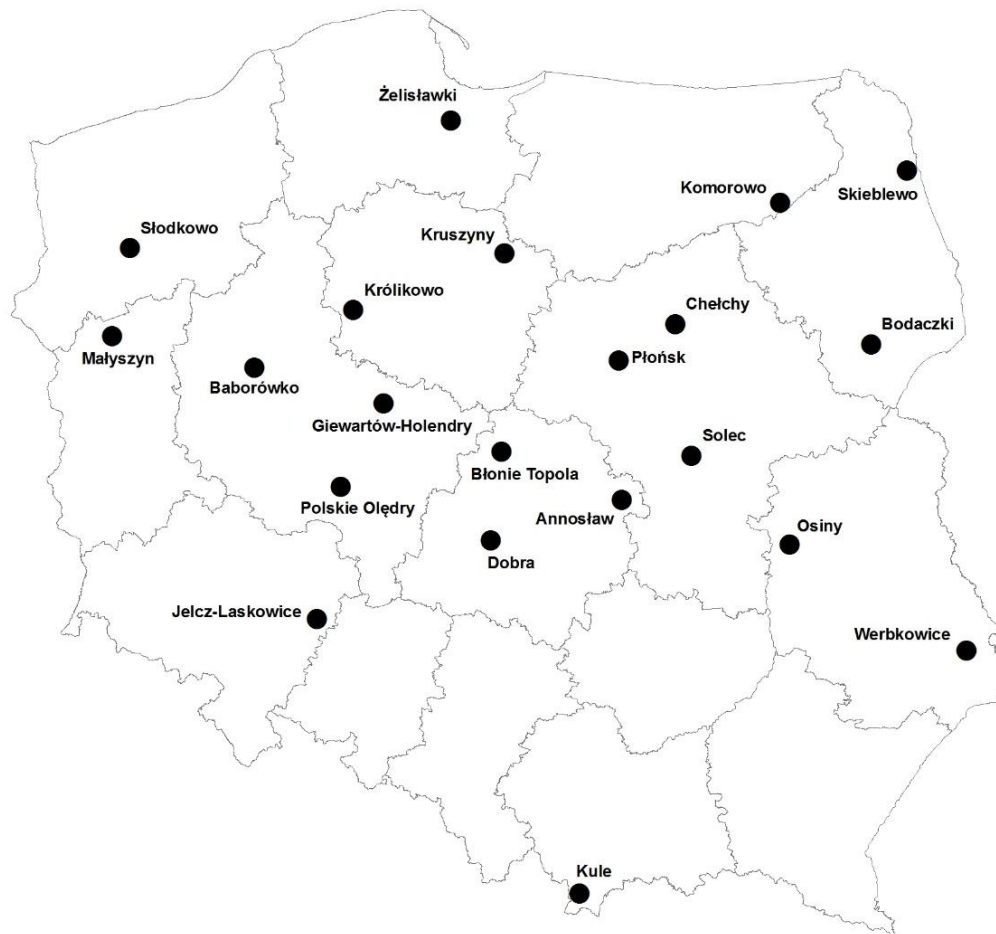 Żelisławki
Komorowo
Skieblewo
Słodkowo
Kruszyny
Królikowo
Chełchy
Bodaczki
Małyszyn
Płońsk
Baborówko
Giewartów-Holendry
Solec
Błonie Topola
Polskie Olędry
Annosław
Osiny
Dobra
Jelcz-Laskowice
Werbkowice
Kule